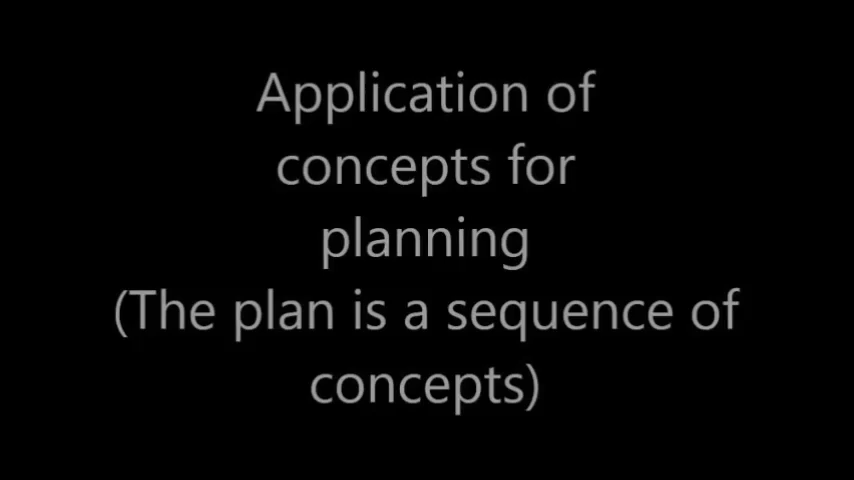 Application of
concepts for
planning
(The plan is a sequence of
concepts)